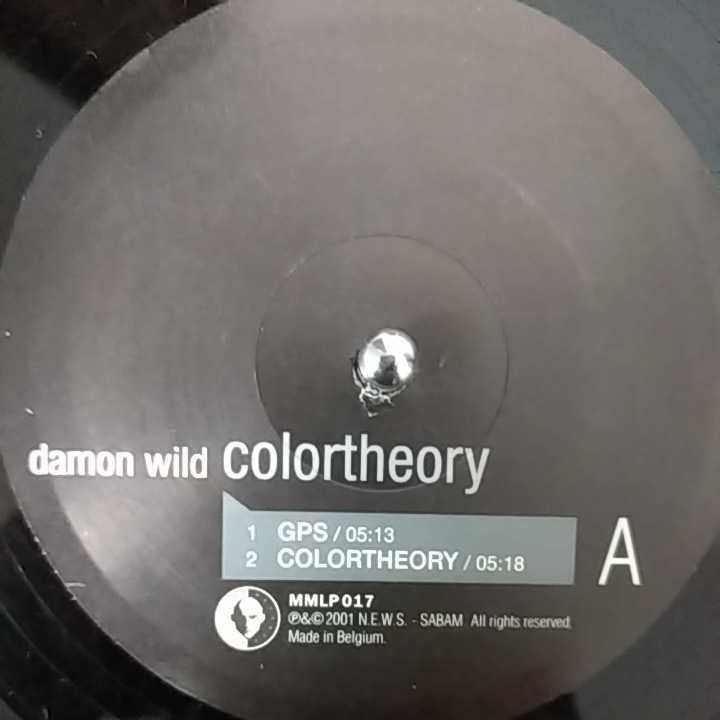 damon wild colortheory
1 GPS / 05:13
2 COLORTHEORY / 05:18
A
MMLP017
℗&© 2001 N.E.W.S. - SABAM All rights reserved.
Made in Belgium.